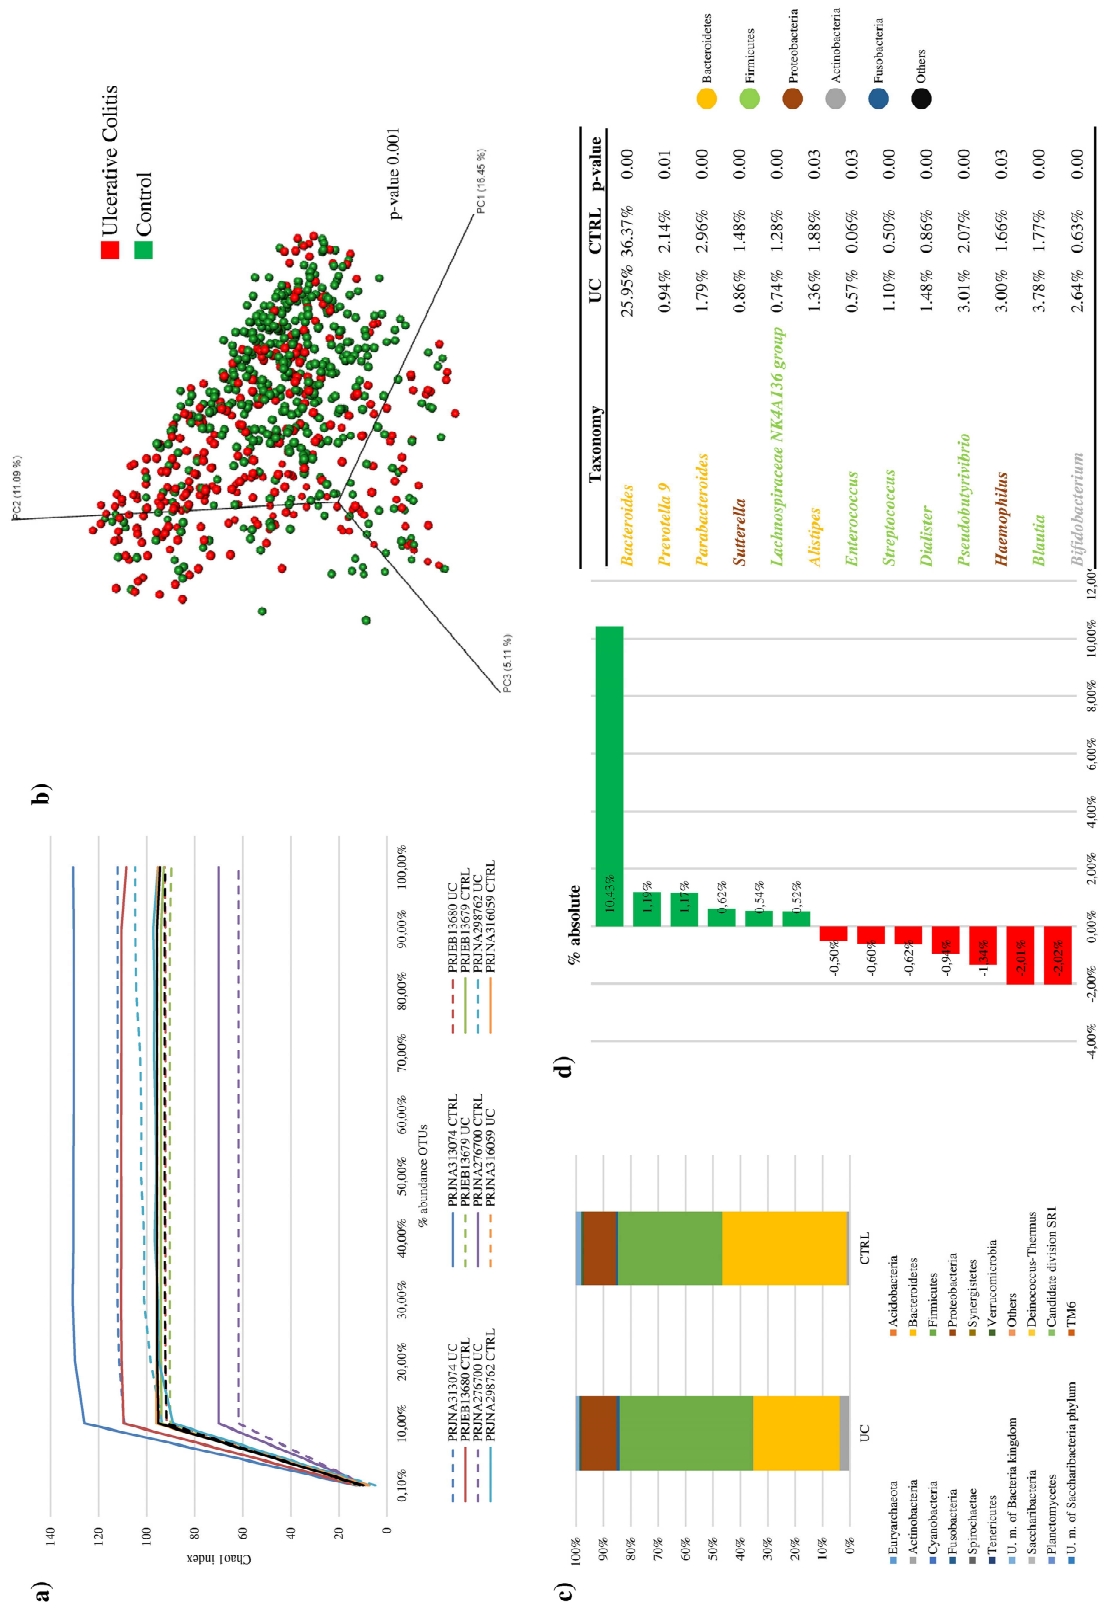 a)
140
120
100
80
60
40
20
0
Chao1 index
0,10%
10,00%
20,00%
30,00%
40,00%
50,00%
60,00%
70,00%
80,00%
90,00%
100,00%
% abundance OTUs
PRJNA313074 UC
PRJNA313074 CTRL
PRJEB13680 UC
PRJEB13680 CTRL
PRJEB13679 UC
PRJEB13679 CTRL
PRJNA276700 UC
PRJNA276700 CTRL
PRJNA298762 UC
PRJNA298762 CTRL
PRJNA316059 UC
PRJNA316059 CTRL
b)
PC2 (11.09 %)
Ulcerative Colitis
Control
p-value 0.001
PC1 (16.45 %)
PC3 (5.11 %)
c)
100%
90%
80%
70%
60%
50%
40%
30%
20%
10%
0%
UC
CTRL
Euryarchaeota
Acidobacteria
Actinobacteria
Bacteroidetes
Cyanobacteria
Firmicutes
Fusobacteria
Proteobacteria
Spirochaetae
Synergistetes
Tenericutes
Verrucomicrobia
U. m. of Bacteria kingdom
Others
Saccharibacteria
Deinococcus-Thermus
Planctomycetes
Candidate division SR1
U. m. of Saccharibacteria phylum
TM6
d)
% absolute
10,43%
1,19%
1,17%
0,62%
0,54%
0,52%
-0,50%
-0,60%
-0,62%
-0,94%
-1,34%
-2,01%
-2,02%
-4,00%
-2,00%
0,00%
2,00%
4,00%
6,00%
8,00%
10,00%
12,00%
Taxonomy UC CTRL p-value
Bacteroides 25.95% 36.37% 0.00
Prevotella 9 0.94% 2.14% 0.01
Parabacteroides 1.79% 2.96% 0.00
Sutterella 0.86% 1.48% 0.00
Lachnospiraceae NK4A136 group 0.74% 1.28% 0.00
Alistipes 1.36% 1.88% 0.03
Enterococcus 0.57% 0.06% 0.03
Streptococcus 1.10% 0.50% 0.00
Dialister 1.48% 0.86% 0.00
Pseudobutyrivibrio 3.01% 2.07% 0.00
Haemophilus 3.00% 1.66% 0.03
Blautia 3.78% 1.77% 0.00
Bifidobacterium 2.64% 0.63% 0.00
Bacteroidetes
Firmicutes
Proteobacteria
Actinobacteria
Fusobacteria
Others